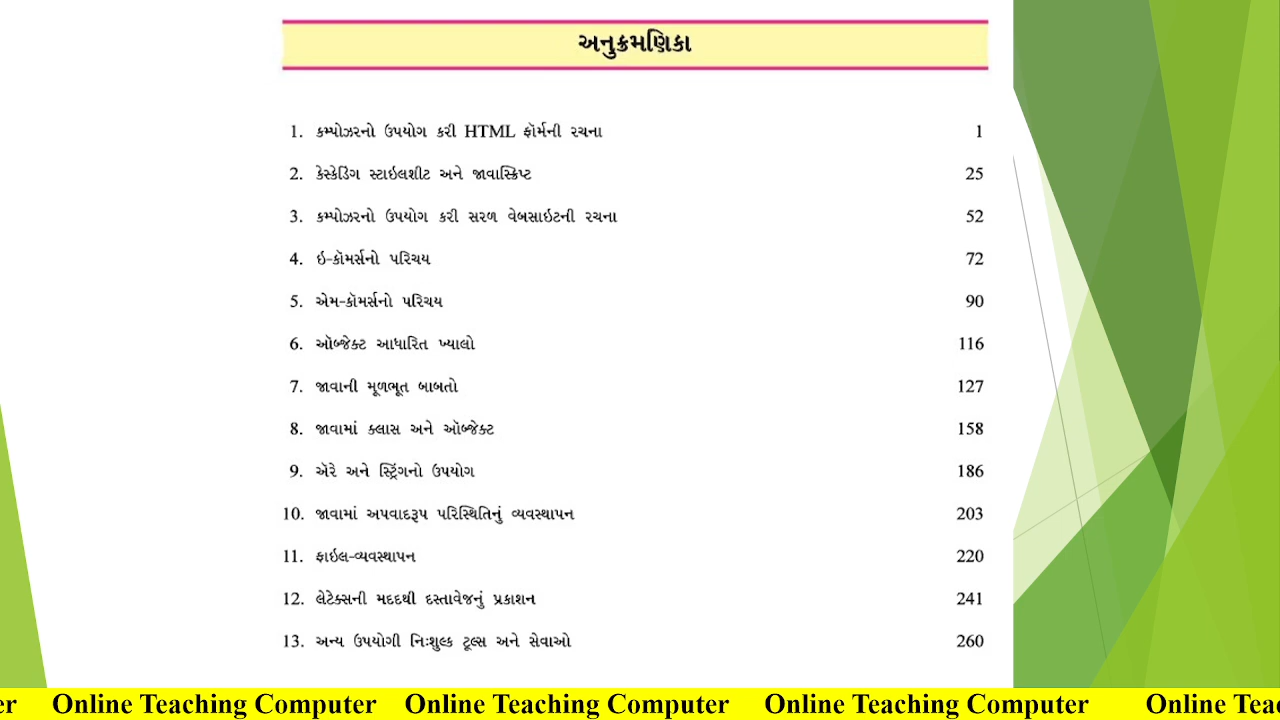 અનુક્રમણિકા
1. કમ્પોઝરનો ઉપયોગ કરી HTML ફૉર્મની રચના 1
2. કેસ્કેડિંગ સ્ટાઇલશીટ અને જાવાસ્ક્રિપ્ટ 25
3. કમ્પોઝરનો ઉપયોગ કરી સરળ વેબસાઇટની રચના 52
4. ઇ-કૉમર્સનો પરિચય 72
5. એમ-કૉમર્સનો પરિચય 90
6. ઑબ્જેક્ટ આધારિત ખ્યાલો 116
7. જાવાની મૂળભૂત બાબતો 127
8. જાવામાં ક્લાસ અને ઑબ્જેક્ટ 158
9. ઍરે અને સ્ટ્રિંગનો ઉપયોગ 186
10. જાવામાં અપવાદરૂપ પરિસ્થિતિનું વ્યવસ્થાપન 203
11. ફાઇલ-વ્યવસ્થાપન 220
12. લેટેક્સની મદદથી દસ્તાવેજનું પ્રકાશન 241
13. અન્ય ઉપયોગી નિઃશુલ્ક ટૂલ્સ અને સેવાઓ 260
er Online Teaching Computer Online Teaching Computer Online Teaching Computer Online Teac